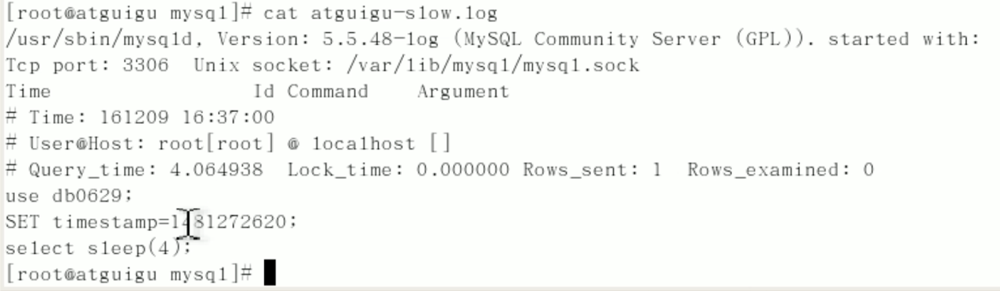 [root@atguigu mysql]# cat atguigu-slow.log
/usr/sbin/mysqld, Version: 5.5.48-log (MySQL Community Server (GPL)). started with:
Tcp port: 3306  Unix socket: /var/lib/mysql/mysql.sock
Time                 Id Command    Argument
# Time: 161209 16:37:00
# User@Host: root[root] @ localhost []
# Query_time: 4.064938  Lock_time: 0.000000 Rows_sent: 1  Rows_examined: 0
use db0629;
SET timestamp=1481272620;
select sleep(4);
[root@atguigu mysql]#